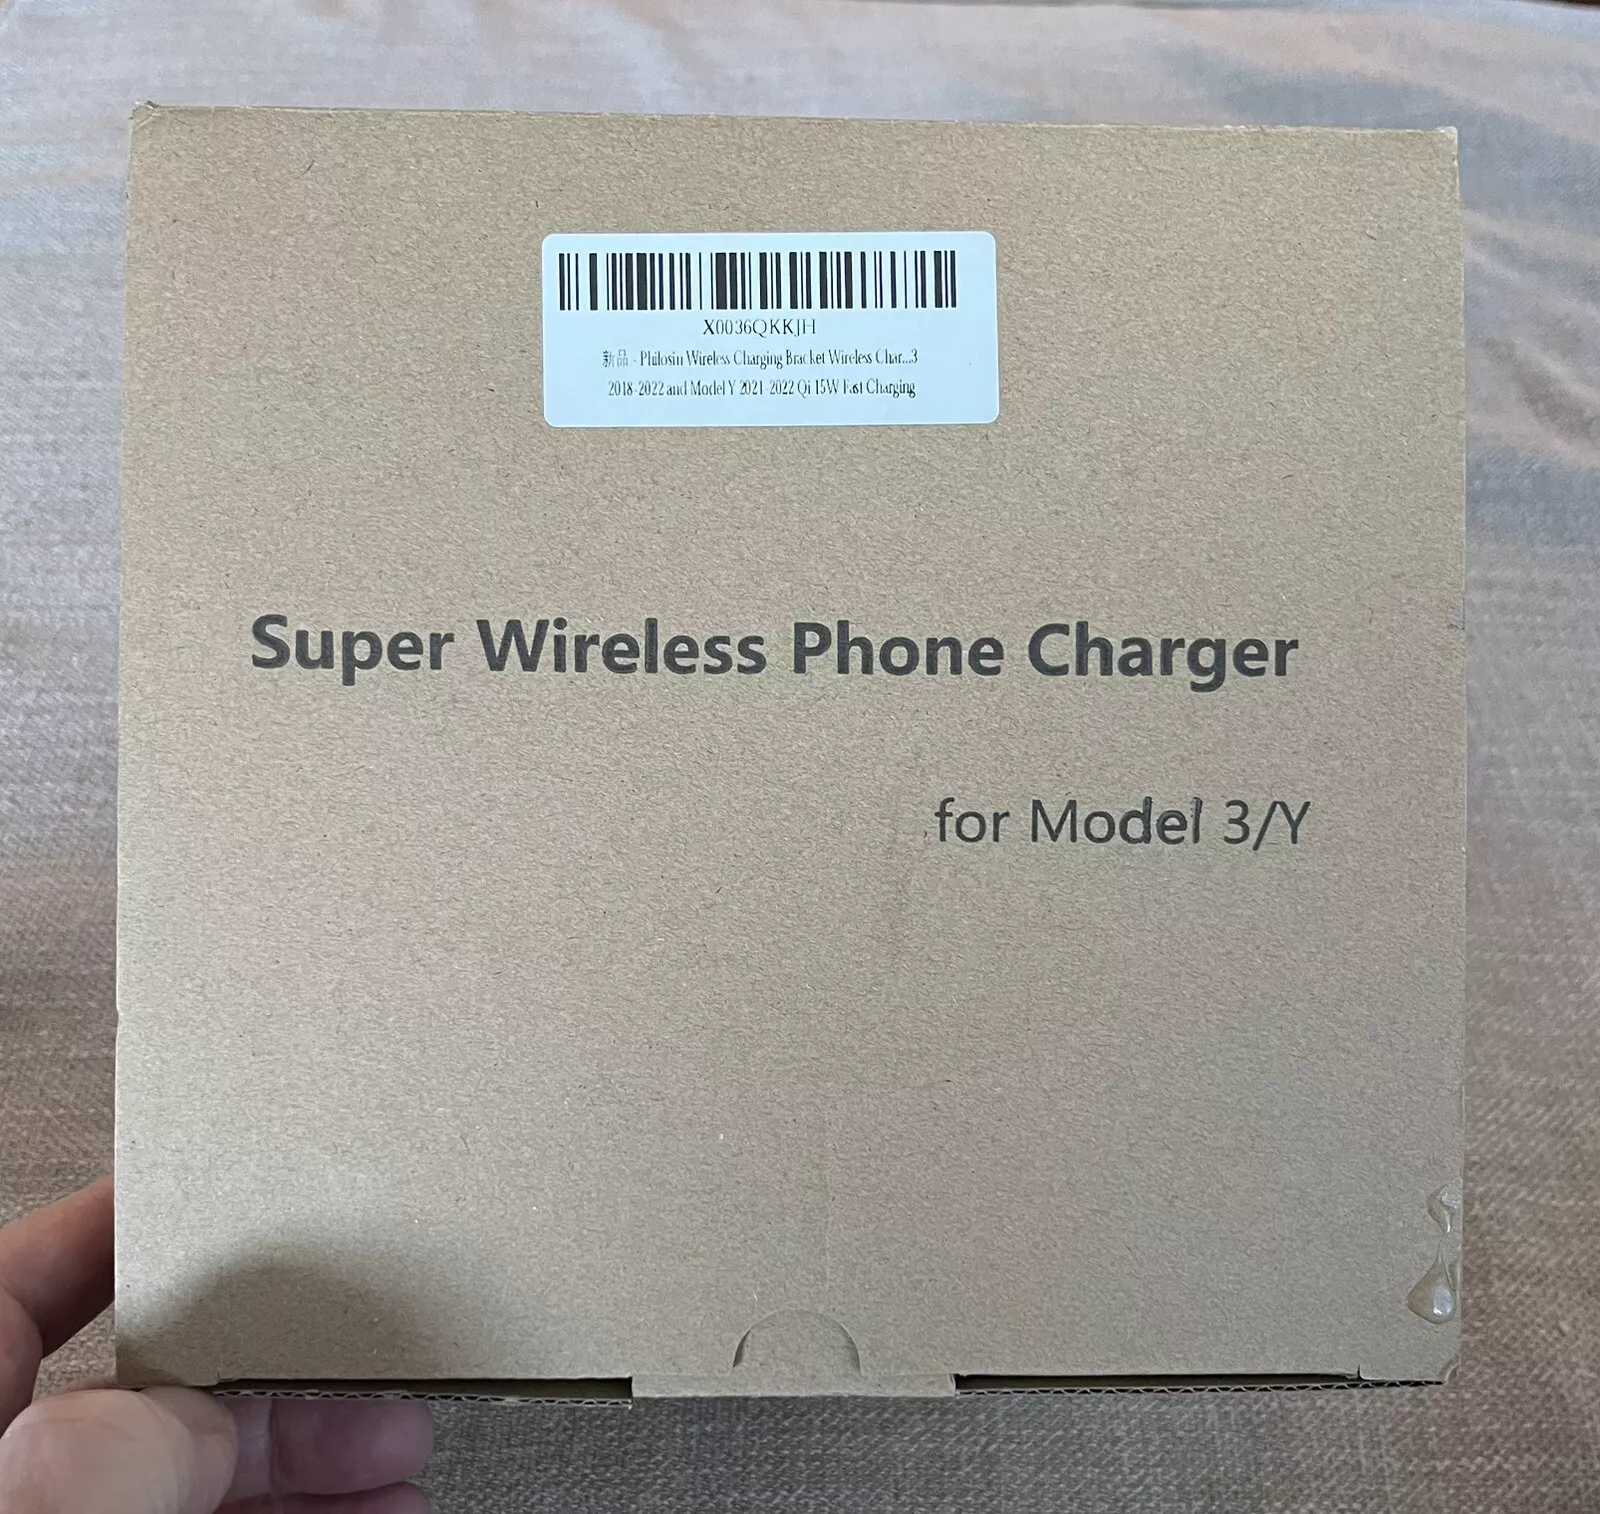 X0036QKKJH
新品 - Philosin Wireless Charging Bracket Wireless Char...3
2018-2022 and Model Y 2021-2022 Qi 15W Fast Charging
Super Wireless Phone Charger
for Model 3/Y